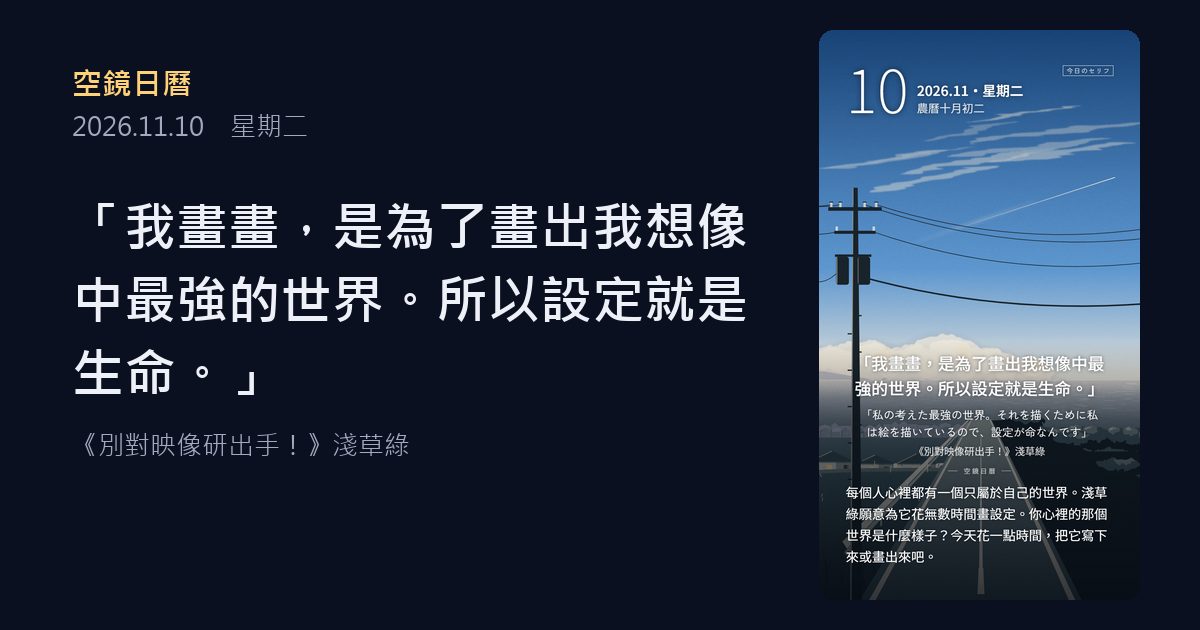 空鏡日曆
2026.11.10 星期二
「我畫畫，是為了畫出我想像
中最強的世界。所以設定就是
生命。」
《別對映像研出手！》淺草綠
10
2026.11・星期二
農曆十月初二
今日のセリフ
「我畫畫，是為了畫出我想像中最
強的世界。所以設定就是生命。」
「私の考えた最強の世界。それを描くために私
は絵を描いているので、設定が命なんです」
《別對映像研出手！》淺草綠
空鏡日曆
每個人心裡都有一個只屬於自己的世界。淺草
綠願意為它花無數時間畫設定。你心裡的那個
世界是什麼樣子？今天花一點時間，把它寫下
來或畫出來吧。